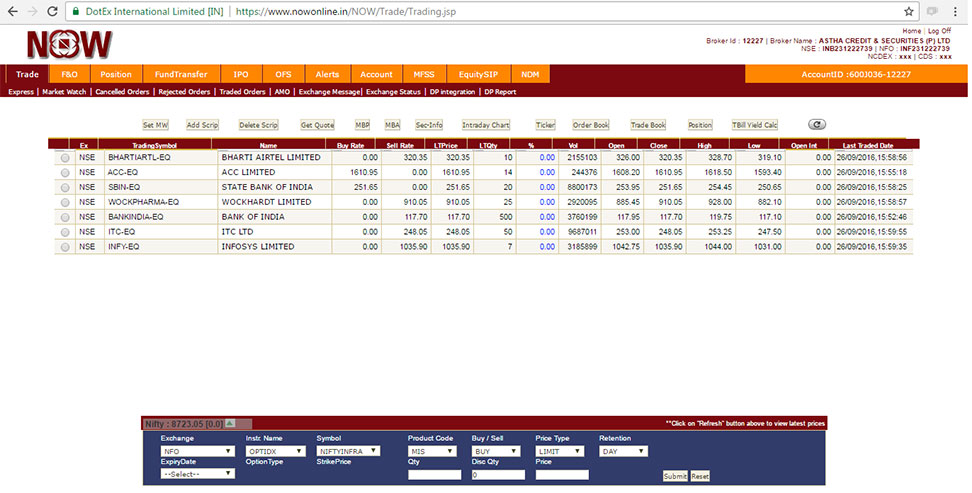 DotEx International Limited [IN] | https://www.nowonline.in/NOW/Trade/Trading.jsp
NOW
Home | Log Off
Broker Id : 12227 | Broker Name : ASTHA CREDIT & SECURITIES (P) LTD
NSE : INB231222739 | NFO : INF231222739
NCDEX : xxx | CDS : xxx
Trade F&O Position FundTransfer IPO OFS Alerts Account MFSS EquitySIP NDM AccountID :600J036-12227
Express | Market Watch | Cancelled Orders | Rejected Orders | Traded Orders | AMO | Exchange Message | Exchange Status | DP integration | DP Report
Set MW Add Scrip Delete Scrip Get Quote MBP MBA Sec-Info Intraday Chart Ticker Order Book Trade Book Position TBill Yield Calc
Ex TradingSymbol Name Buy Rate Sell Rate LTPrice LTQty % Vol Open Close High Low Open Int Last Traded Date
NSE BHARTIARTL-EQ BHARTI AIRTEL LIMITED 0.00 320.35 320.35 10 0.00 2155103 326.00 320.35 328.70 319.10 0.00 26/09/2016,15:58:56
NSE ACC-EQ ACC LIMITED 1610.95 0.00 1610.95 14 0.00 244376 1608.20 1610.95 1618.50 1593.40 0.00 26/09/2016,15:55:18
NSE SBIN-EQ STATE BANK OF INDIA 251.65 0.00 251.65 20 0.00 8800173 253.95 251.65 254.45 250.65 0.00 26/09/2016,15:58:25
NSE WOCKPHARMA-EQ WOCKHARDT LIMITED 0.00 910.05 910.05 25 0.00 2920095 885.45 910.05 928.00 882.10 0.00 26/09/2016,15:58:57
NSE BANKINDIA-EQ BANK OF INDIA 0.00 117.70 117.70 500 0.00 3760199 117.95 117.70 119.75 117.10 0.00 26/09/2016,15:52:46
NSE ITC-EQ ITC LTD 0.00 248.05 248.05 50 0.00 9687011 253.00 248.05 253.25 247.50 0.00 26/09/2016,15:59:35
NSE INFY-EQ INFOSYS LIMITED 0.00 1035.90 1035.90 7 0.00 3185899 1042.75 1035.90 1044.00 1031.00 0.00 26/09/2016,15:59:35
Nifty : 8723.05 [0.0] **Click on "Refresh" button above to view latest prices
Exchange Instr. Name Symbol Product Code Buy / Sell Price Type Retention
NFO OPTIDX NIFTYINFRA MIS BUY LIMIT DAY
ExpiryDate OptionType StrikePrice Qty Disc Qty Price
--Select-- 0 Submit Reset